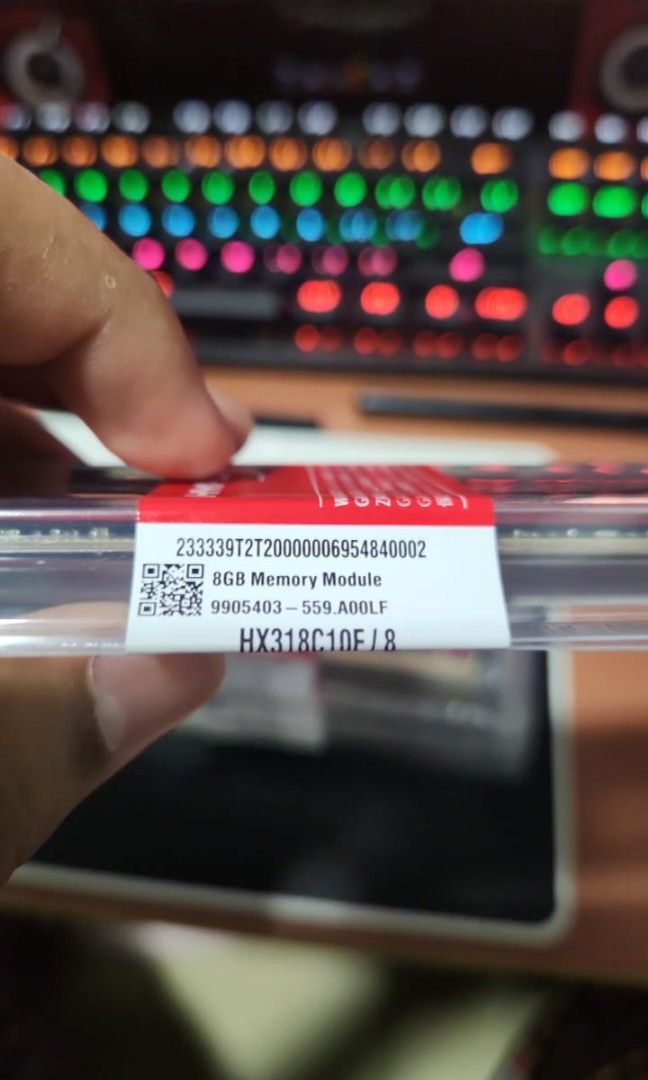 233339T2T20000006954840002
8GB Memory Module
9905403 – 559.A00LF
HX318C10F / 8